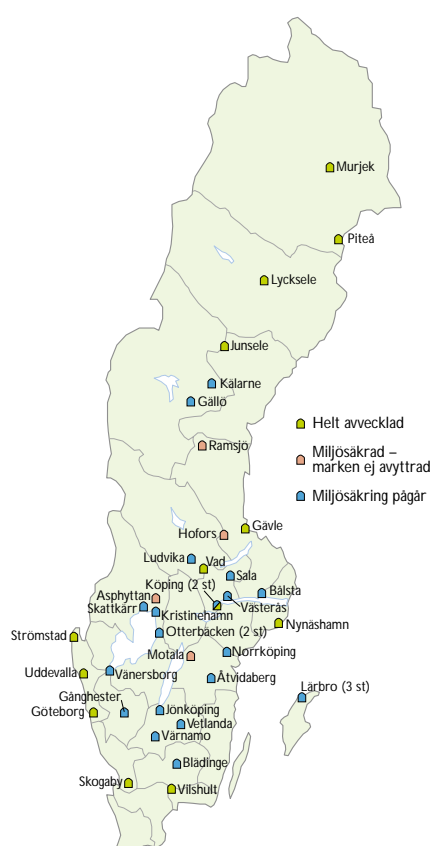 Murjek
Piteå
Lycksele
Junsele
Kälarne
Gällö
Helt avvecklad
Ramsjö
Miljösäkrad –
marken ej avyttrad
Miljösäkring pågår
Gävle
Hofors
Ludvika
Vad
Sala
Köping (2 st)
Bålsta
Asphyttan
Skattkärr
Västerås
Kristinehamn
Nynäshamn
Strömstad
Otterbäcken (2 st)
Motala
Norrköping
Uddevalla
Vänersborg
Åtvidaberg
Lärbro (3 st)
Gånghester
Göteborg
Jönköping
Vetlanda
Värnamo
Blädinge
Skogaby
Vilshult